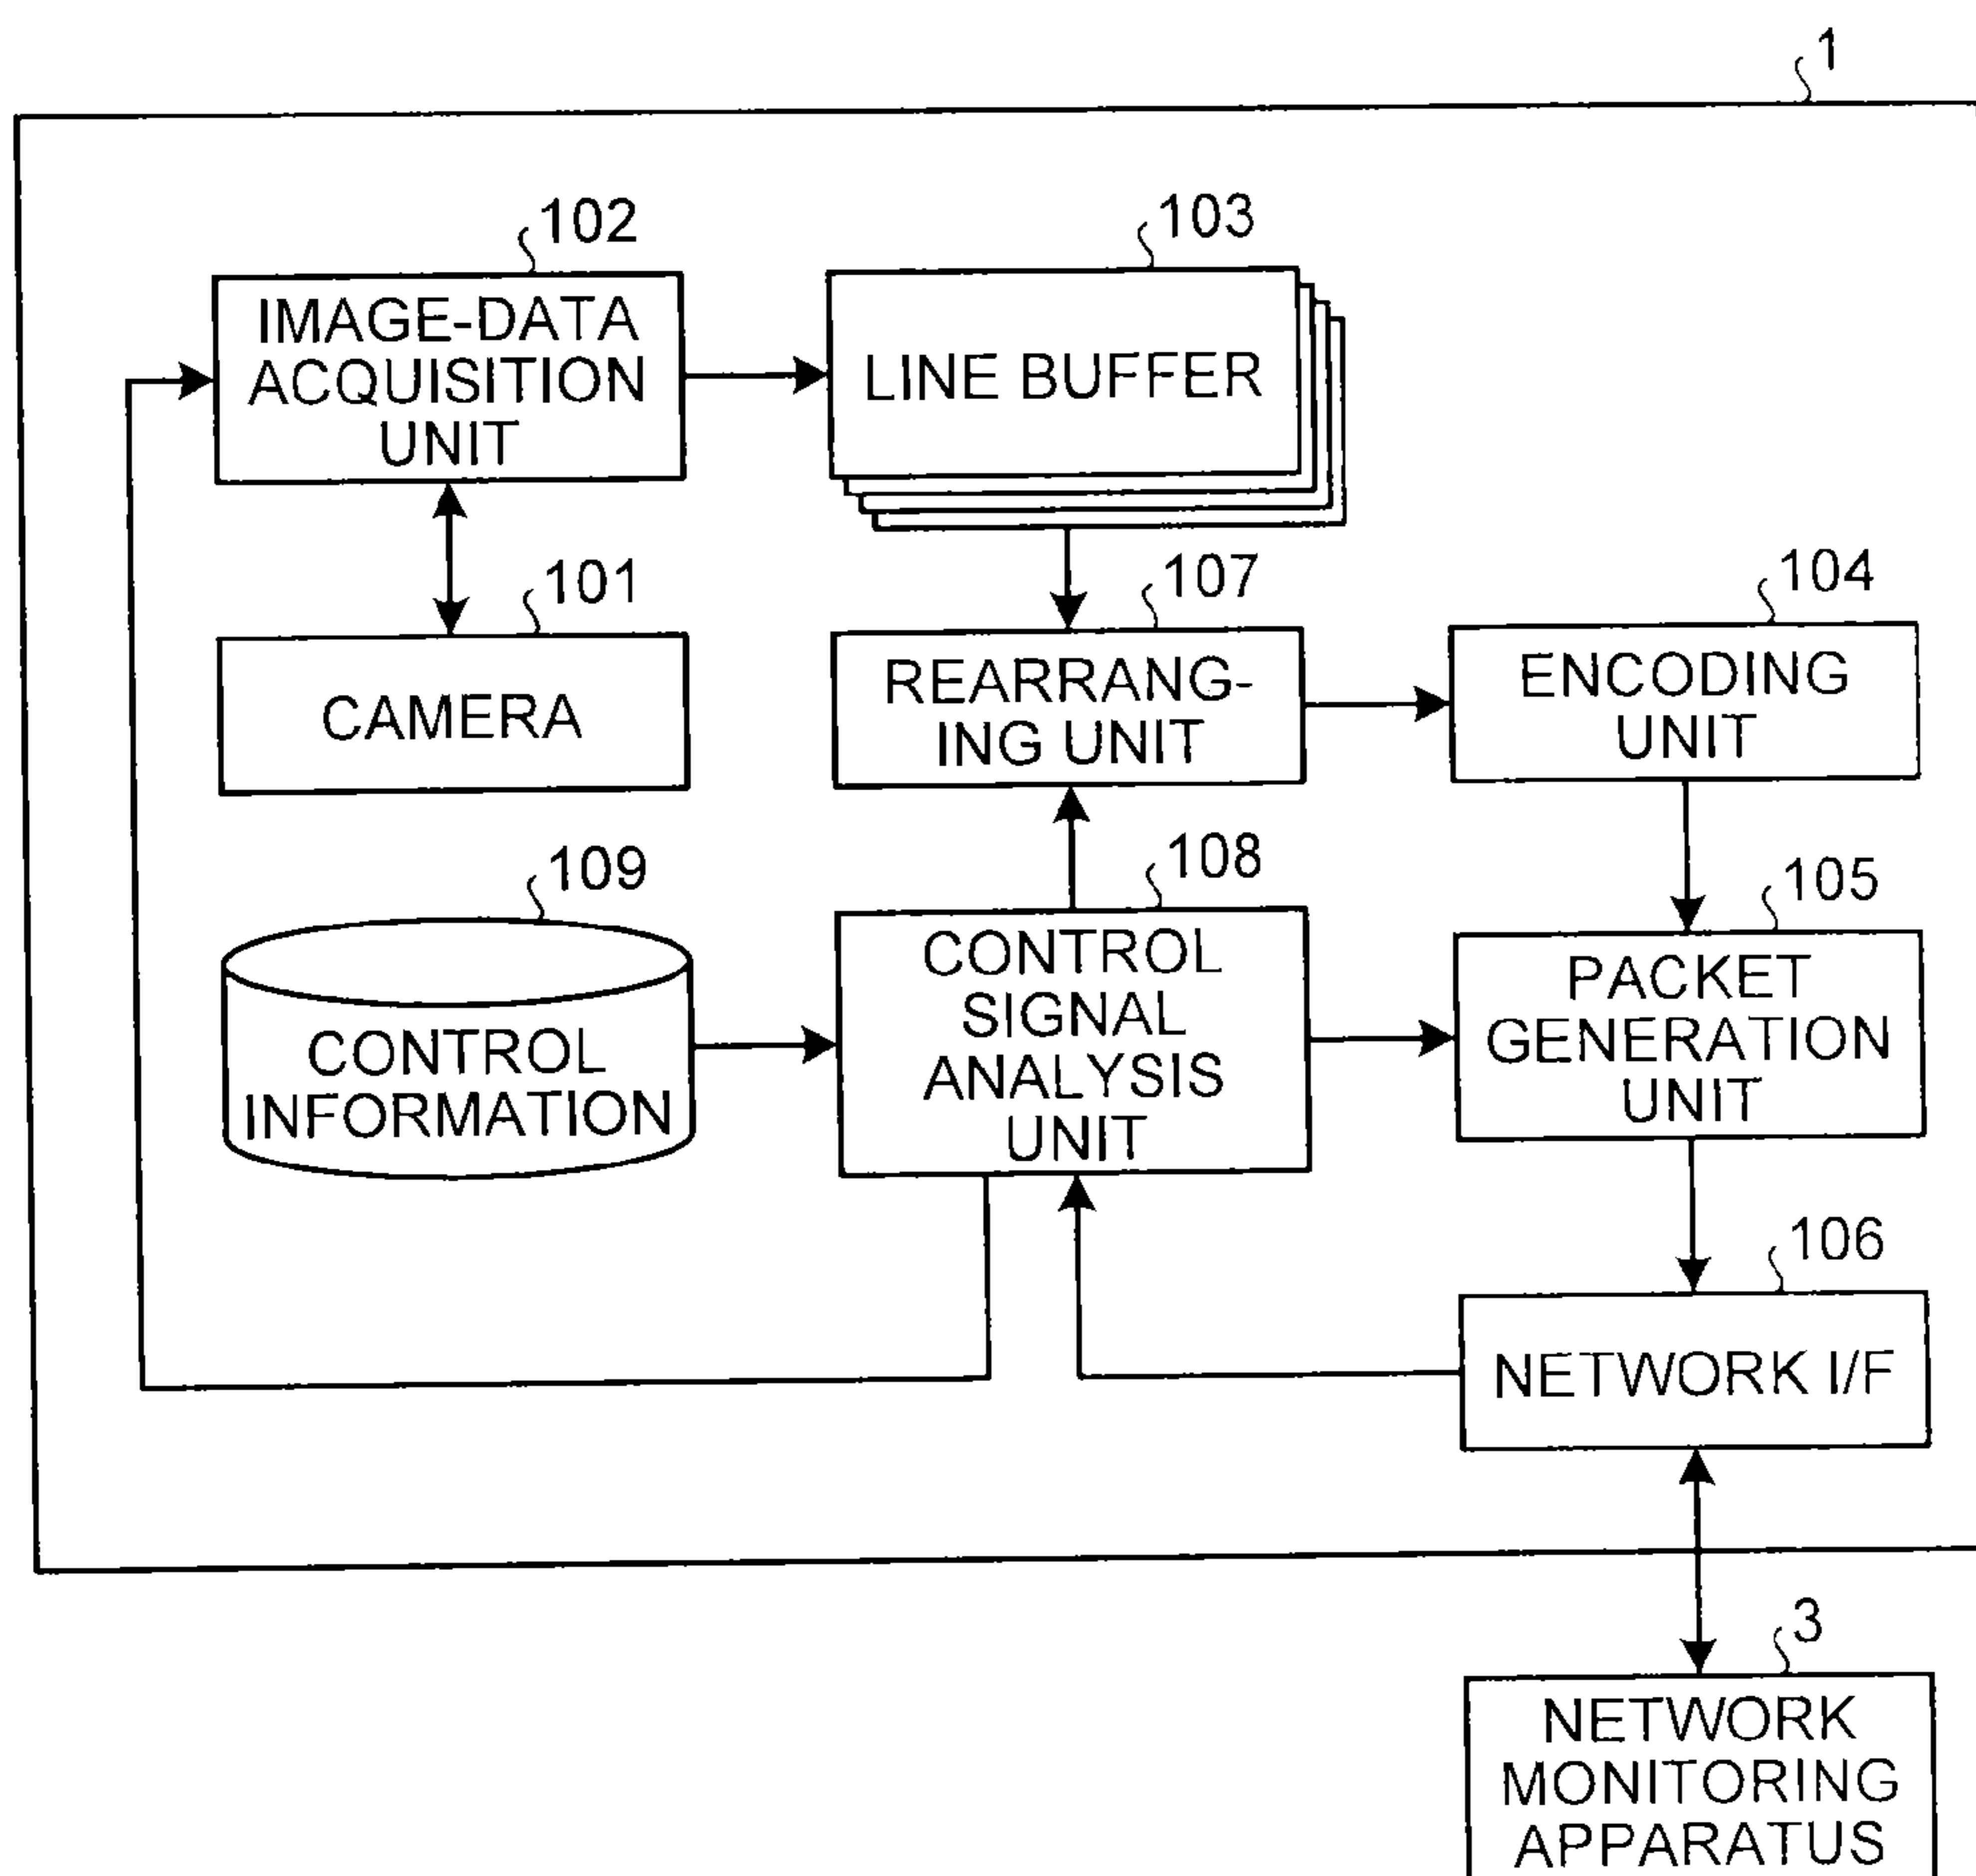 1
102
IMAGE-DATA
ACQUISITION
UNIT
103
LINE BUFFER
101
CAMERA
107
REARRANG-
ING UNIT
104
ENCODING
UNIT
109
CONTROL
INFORMATION
108
CONTROL
SIGNAL
ANALYSIS
UNIT
105
PACKET
GENERATION
UNIT
106
NETWORK I/F
3
NETWORK
MONITORING
APPARATUS